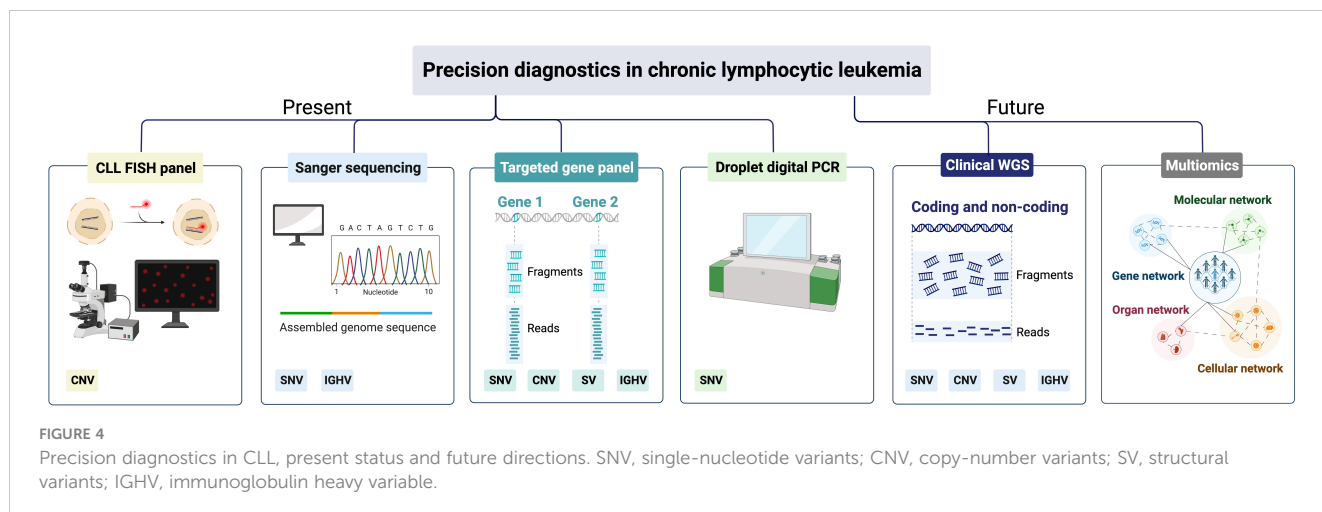 Precision diagnostics in chronic lymphocytic leukemia
Present
Future
CLL FISH panel
CNV
Sanger sequencing
G A C T A G T C T G
1 Nucleotide 10
Assembled genome sequence
SNV IGHV
Targeted gene panel
Gene 1 Gene 2
Fragments
Reads
SNV CNV SV IGHV
Droplet digital PCR
SNV
Clinical WGS
Coding and non-coding
Fragments
Reads
SNV CNV SV IGHV
Multiomics
Molecular network
Gene network
Organ network
Cellular network
FIGURE 4
Precision diagnostics in CLL, present status and future directions. SNV, single-nucleotide variants; CNV, copy-number variants; SV, structural
variants; IGHV, immunoglobulin heavy variable.